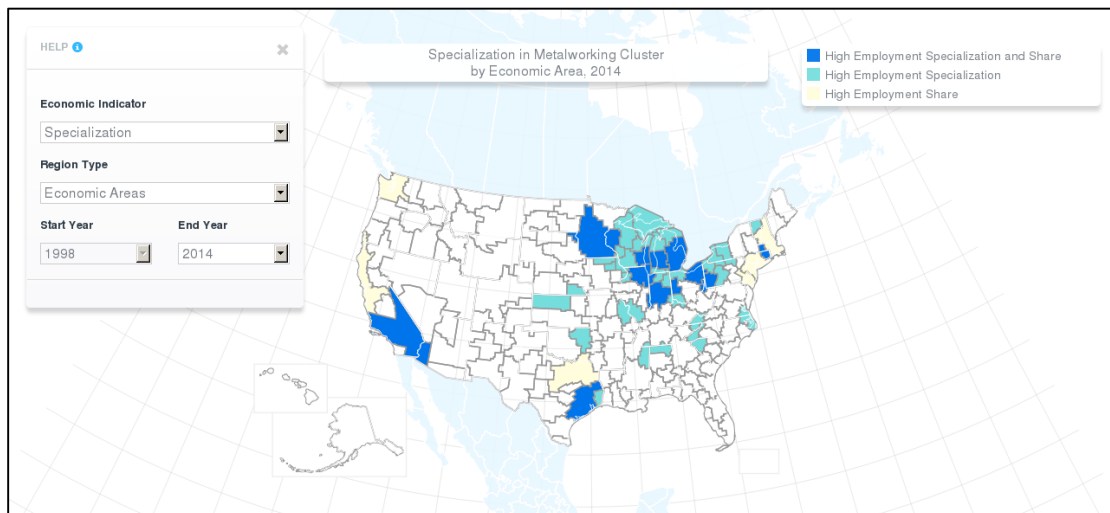 HELP
Economic Indicator
Specialization
Region Type
Economic Areas
Start Year End Year
1998 2014
Specialization in Metalworking Cluster
by Economic Area, 2014
High Employment Specialization and Share
High Employment Specialization
High Employment Share